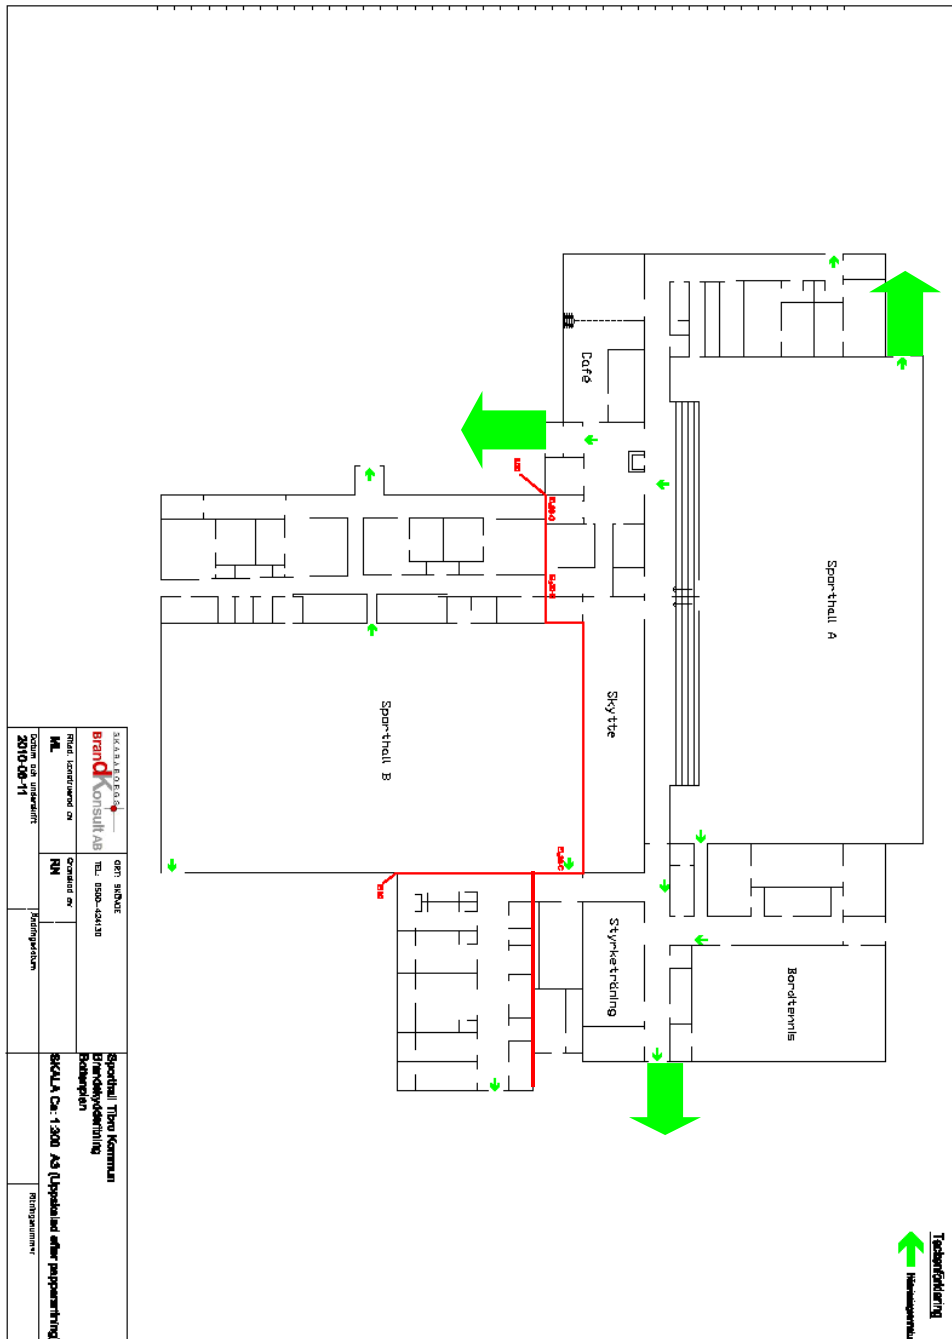 Teckenförklaring
Sporthall A
Café
Skytte
Sporthall B
Styrketräning
Bordtennis
SKARABORGS
BranDKonsult AB
ORT: SKÖVDE
TEL: 0500-424130
Ritad, konstruerad av
ML
Granskad av
RN
Datum och underskrift
2010-06-11
Ändringsdatum
Sporthall Tibro Kommun
Brandskyddsritning
Bottenplan
SKALA Ca: 1:300 A3 (Uppskalad efter pappersritning)
Ritningsnummer